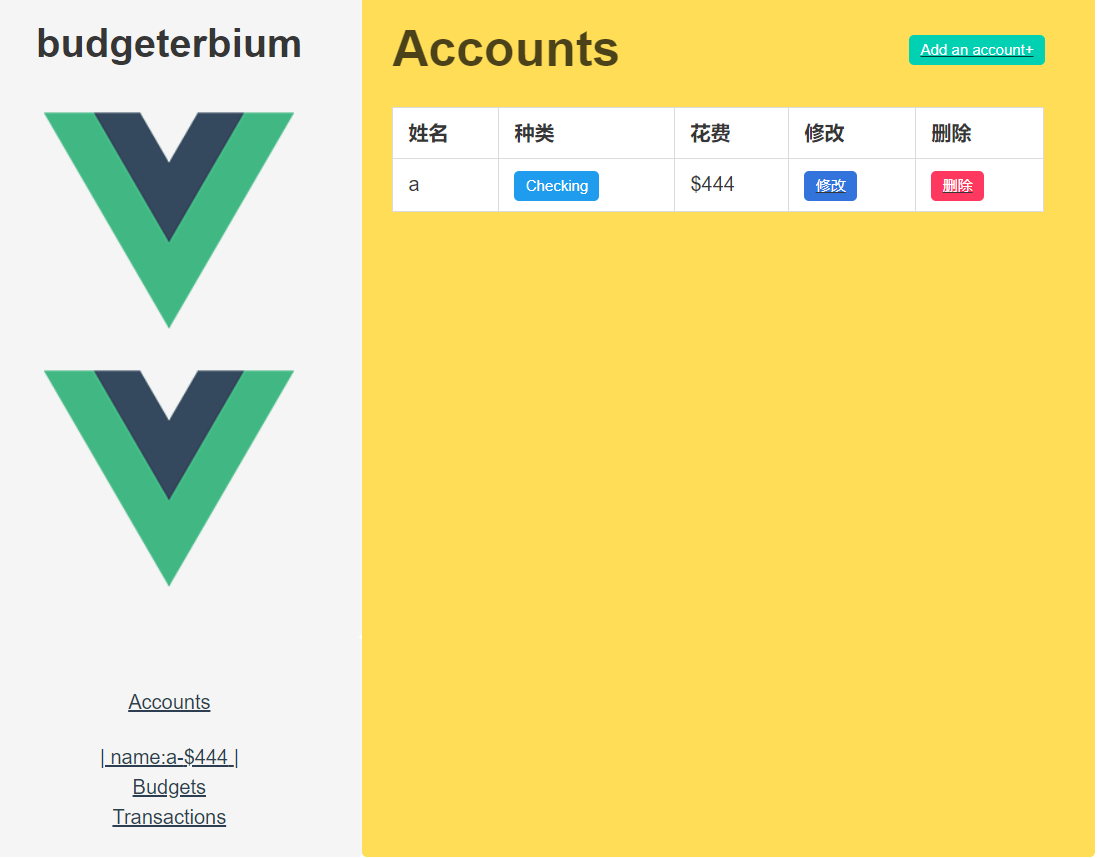 budgeterbium
Accounts
| name:a-$444 |
Budgets
Transactions
Accounts
Add an account+
姓名 种类 花费 修改 删除
a Checking $444 修改 删除